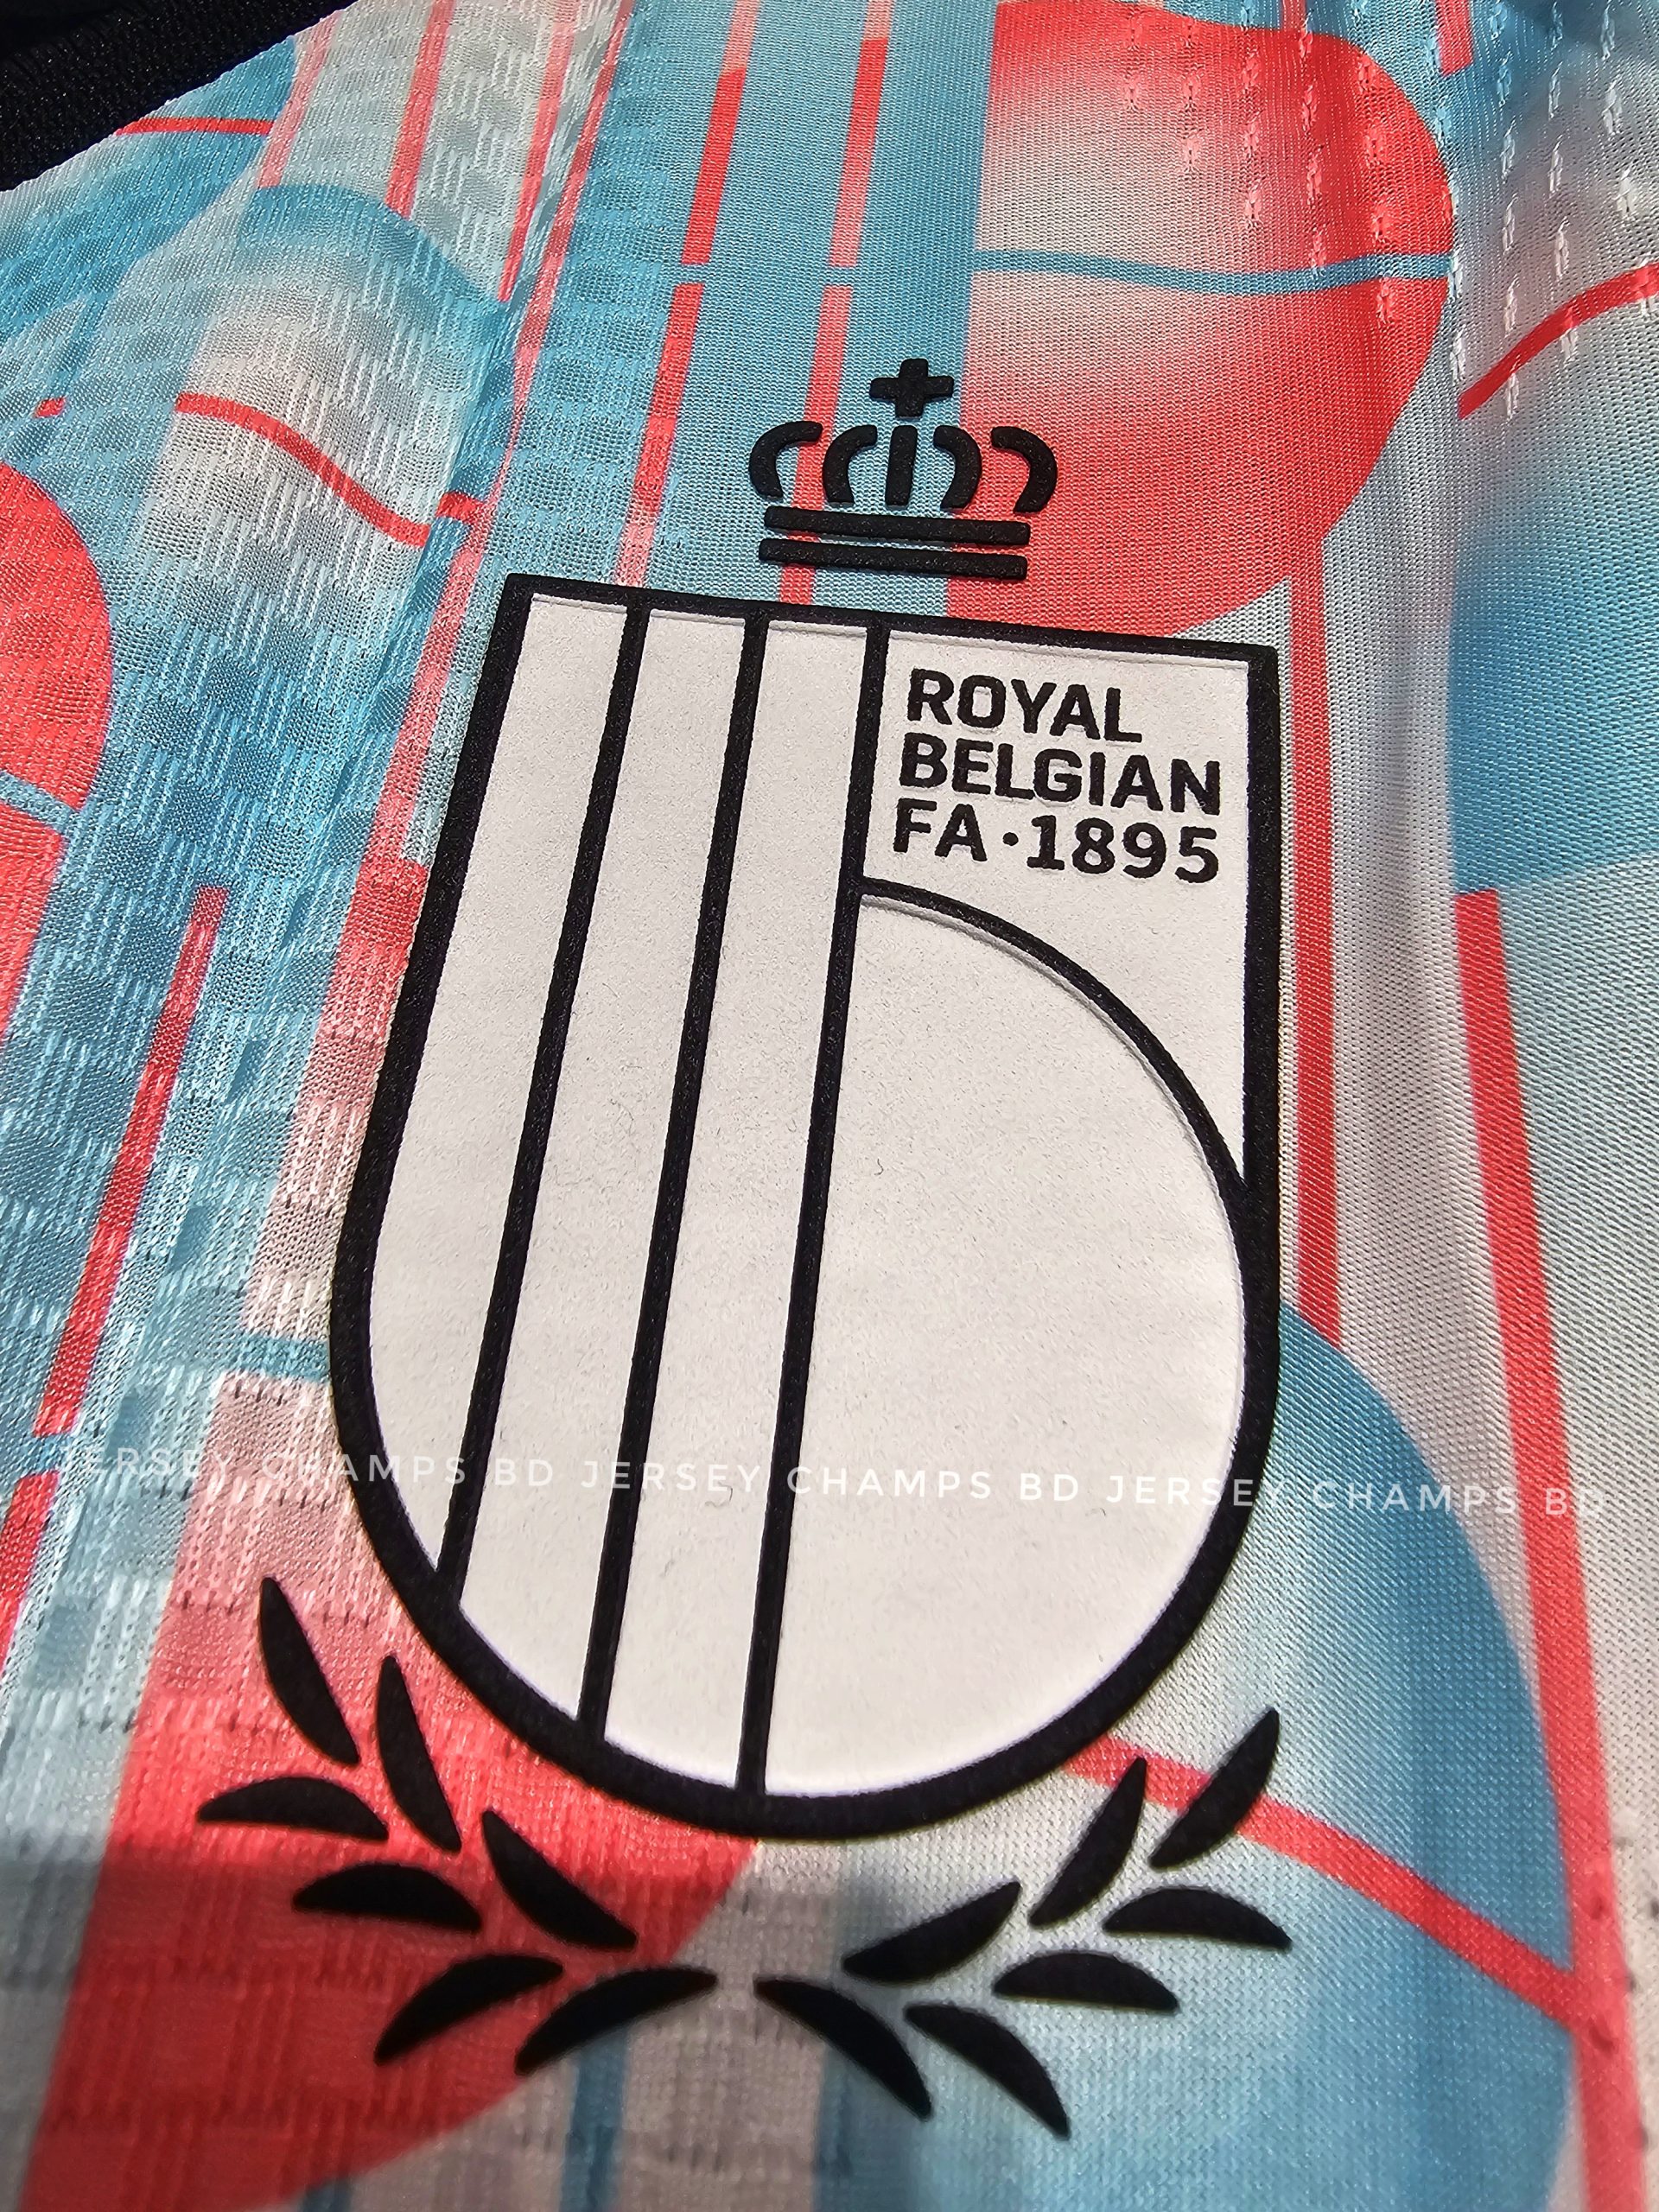 ROYAL
BELGIAN
FA·1895
JERSEY CHAMPS BD JERSEY CHAMPS BD JERSEY CHAMPS BD